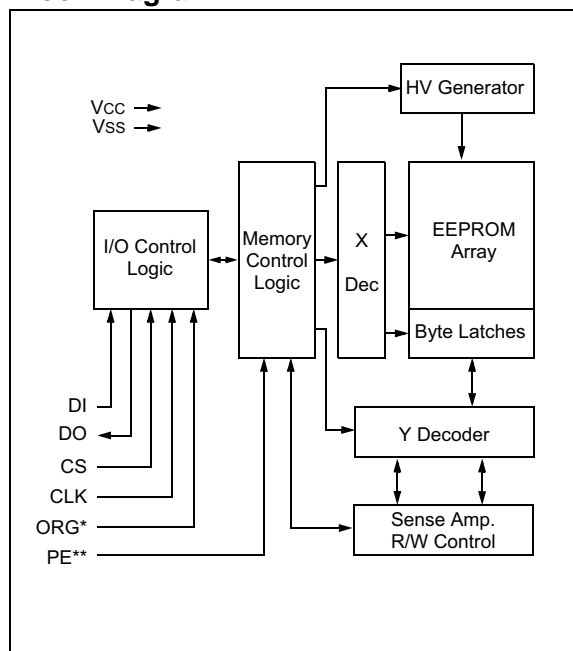 HV Generator
VCC
VSS
I/O Control
Logic
Memory
Control
Logic
X
Dec
EEPROM
Array
Byte Latches
DI
DO
CS
CLK
ORG*
PE**
Y Decoder
Sense Amp.
R/W Control